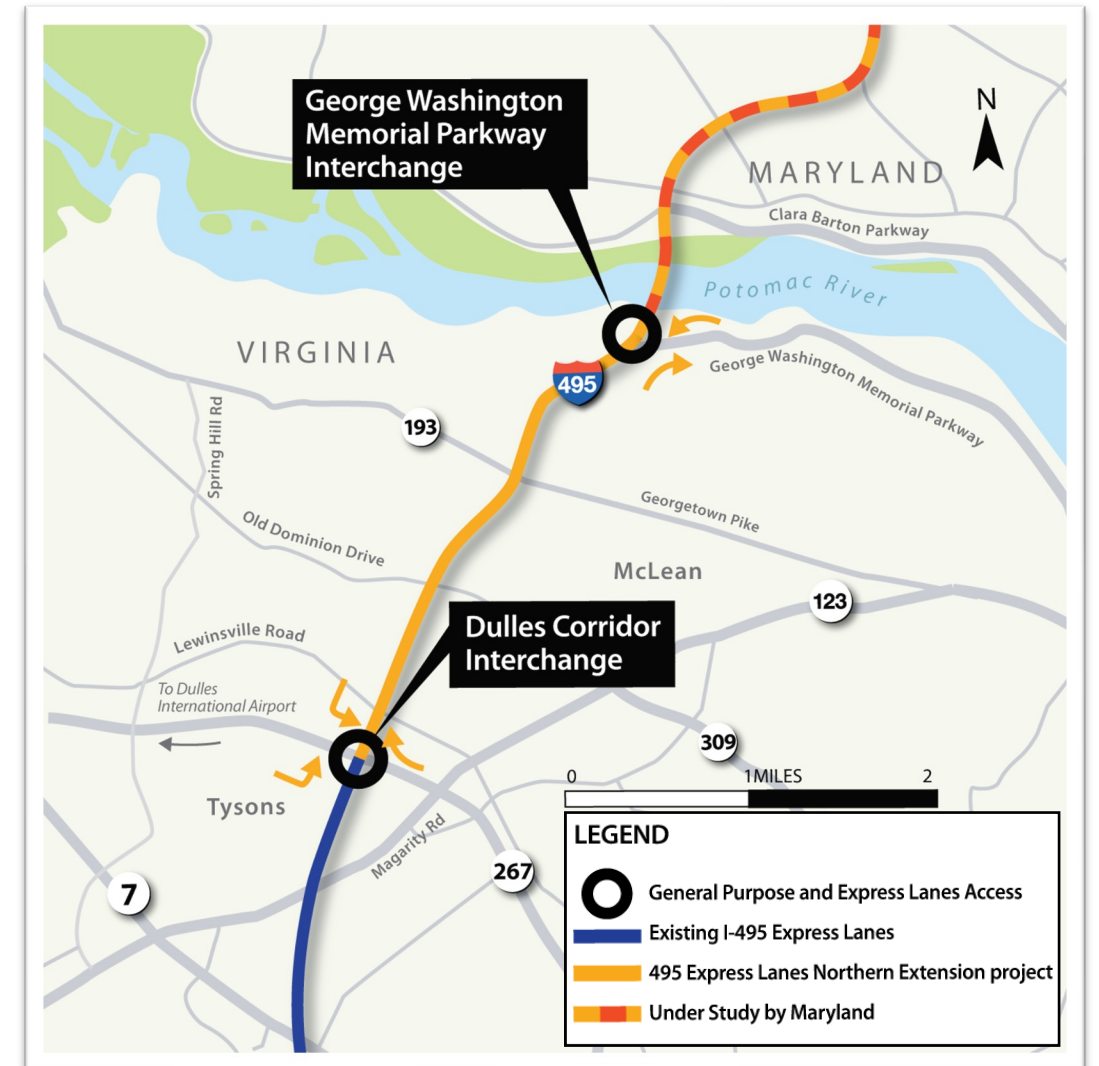 George Washington
Memorial Parkway
Interchange
N
MARYLAND
Clara Barton Parkway
Potomac River
VIRGINIA
495
George Washington Memorial Parkway
193
Spring Hill Rd
Georgetown Pike
Old Dominion Drive
McLean
123
Dulles Corridor
Interchange
Lewinsville Road
To Dulles
International Airport
309
0 1MILES 2
Tysons
Magarity Rd
267
7
LEGEND
General Purpose and Express Lanes Access
Existing I-495 Express Lanes
495 Express Lanes Northern Extension project
Under Study by Maryland